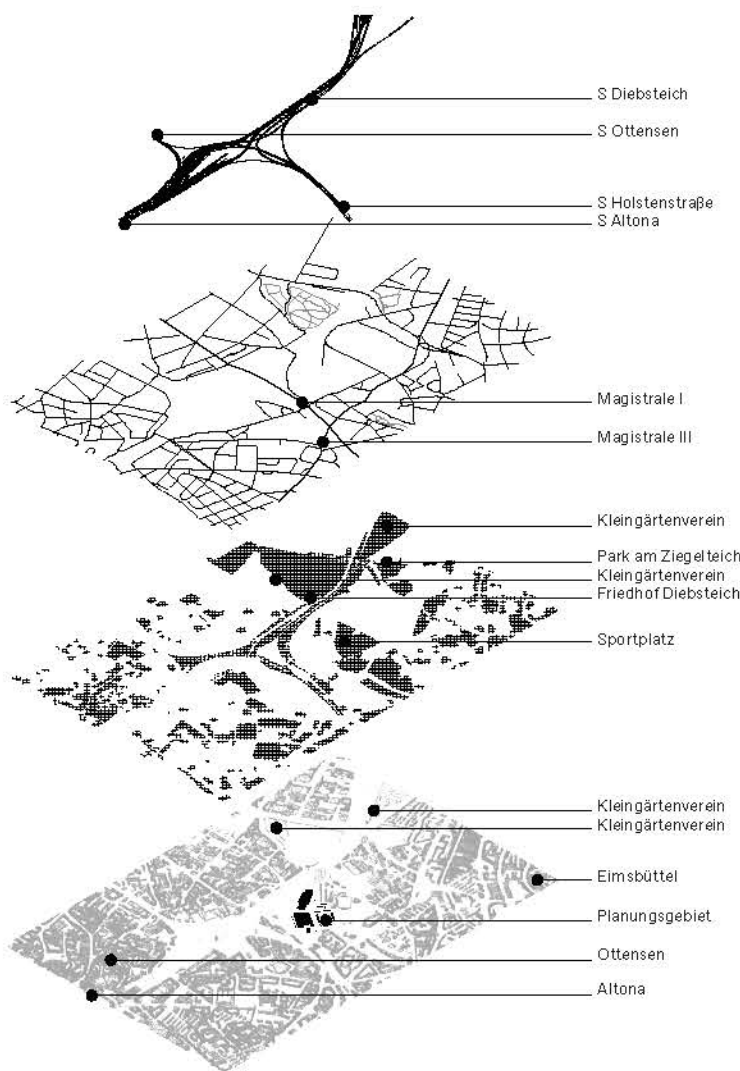 S Diebsteich
S Ottensen
S Holstenstraße
S Altona
Magistrale I
Magistrale III
Kleingärtenverein
Park am Ziegelteich
Kleingärtenverein
Friedhof Diebsteich
Sportplatz
Kleingärtenverein
Kleingärtenverein
Eimsbüttel
Planungsgebiet
Ottensen
Altona